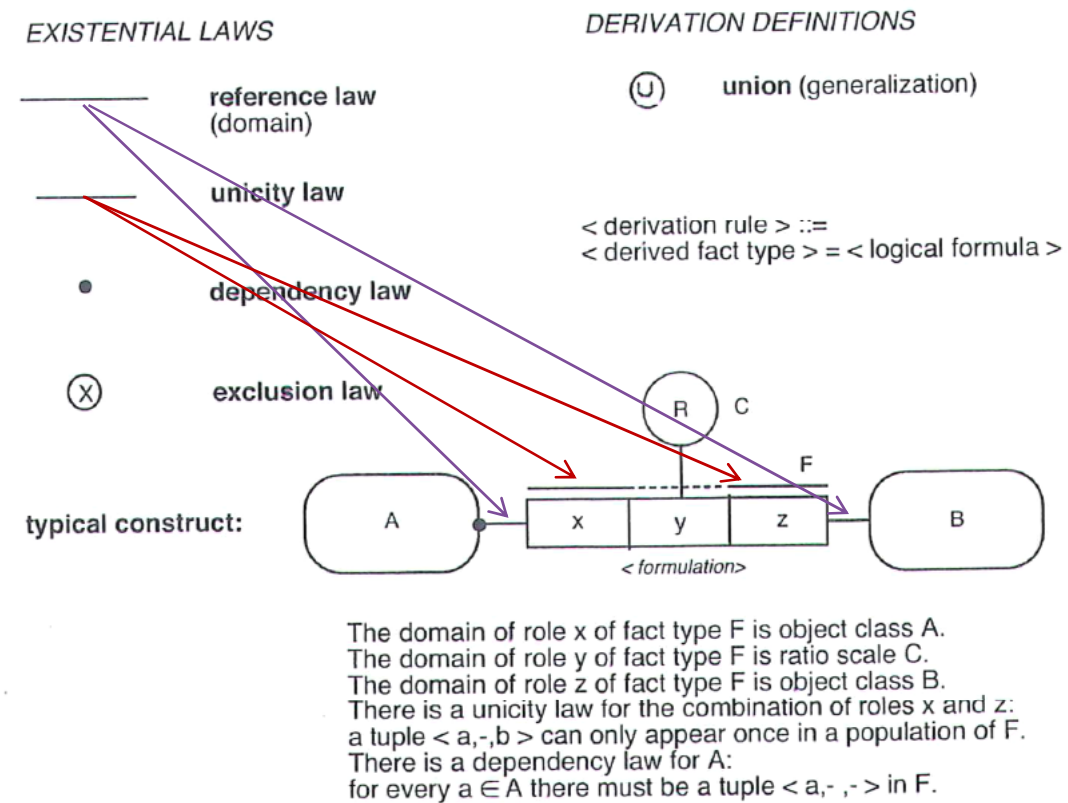 EXISTENTIAL LAWS
reference law
(domain)
unicity law
dependency law
X
exclusion law
DERIVATION DEFINITIONS
U
union (generalization)
< derivation rule > ::=
< derived fact type > = < logical formula >
typical construct:
A
R
C
F
x
y
z
B
< formulation>
The domain of role x of fact type F is object class A.
The domain of role y of fact type F is ratio scale C.
The domain of role z of fact type F is object class B.
There is a unicity law for the combination of roles x and z:
a tuple < a,-,b > can only appear once in a population of F.
There is a dependency law for A:
for every a ∈ A there must be a tuple < a,- ,- > in F.